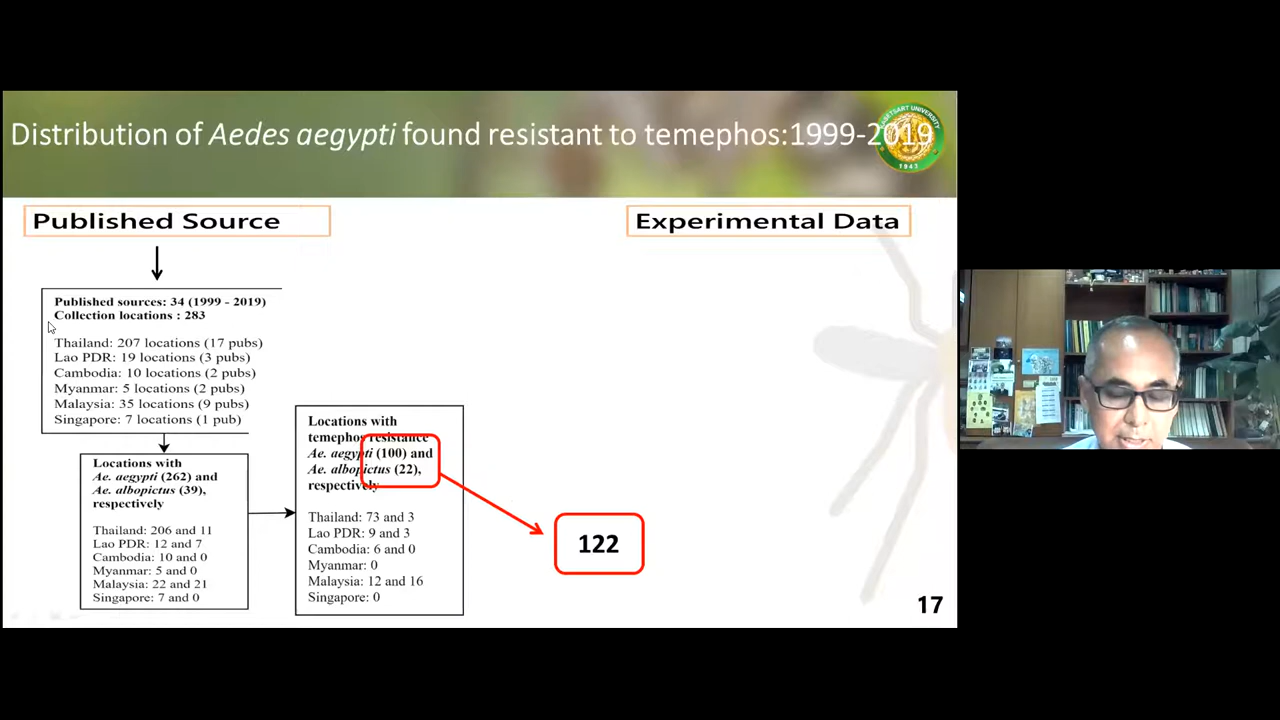 Distribution of Aedes aegypti found resistant to temephos:1999-2019
KASETSART UNIVERSITY
1943
Published Source
Experimental Data
Published sources: 34 (1999 - 2019)
Collection locations : 283
Thailand: 207 locations (17 pubs)
Lao PDR: 19 locations (3 pubs)
Cambodia: 10 locations (2 pubs)
Myanmar: 5 locations (2 pubs)
Malaysia: 35 locations (9 pubs)
Singapore: 7 locations (1 pub)
Locations with
Ae. aegypti (262) and
Ae. albopictus (39),
respectively
Thailand: 206 and 11
Lao PDR: 12 and 7
Cambodia: 10 and 0
Myanmar: 5 and 0
Malaysia: 22 and 21
Singapore: 7 and 0
Locations with
temephos resistance
Ae. aegypti (100) and
Ae. albopictus (22),
respectively
Thailand: 73 and 3
Lao PDR: 9 and 3
Cambodia: 6 and 0
Myanmar: 0
Malaysia: 12 and 16
Singapore: 0
122
17